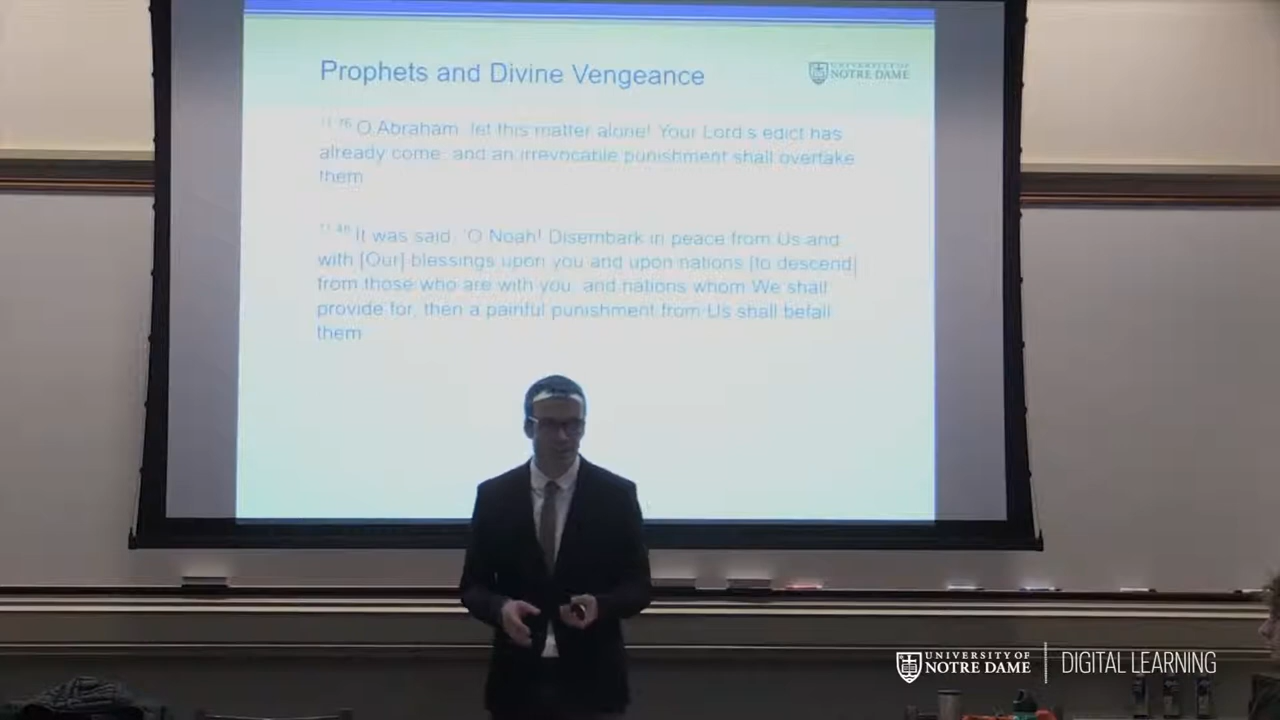 Prophets and Divine Vengeance
UNIVERSITY OF
NOTRE DAME
11.76 O Abraham, let this matter alone! Your Lord's edict has
already come, and an irrevocable punishment shall overtake
them
11.48 It was said, 'O Noah! Disembark in peace from Us and
with [Our] blessings upon you and upon nations [to descend]
from those who are with you, and nations whom We shall
provide for, then a painful punishment from Us shall befall
them
UNIVERSITY OF
NOTRE DAME
DIGITAL LEARNING